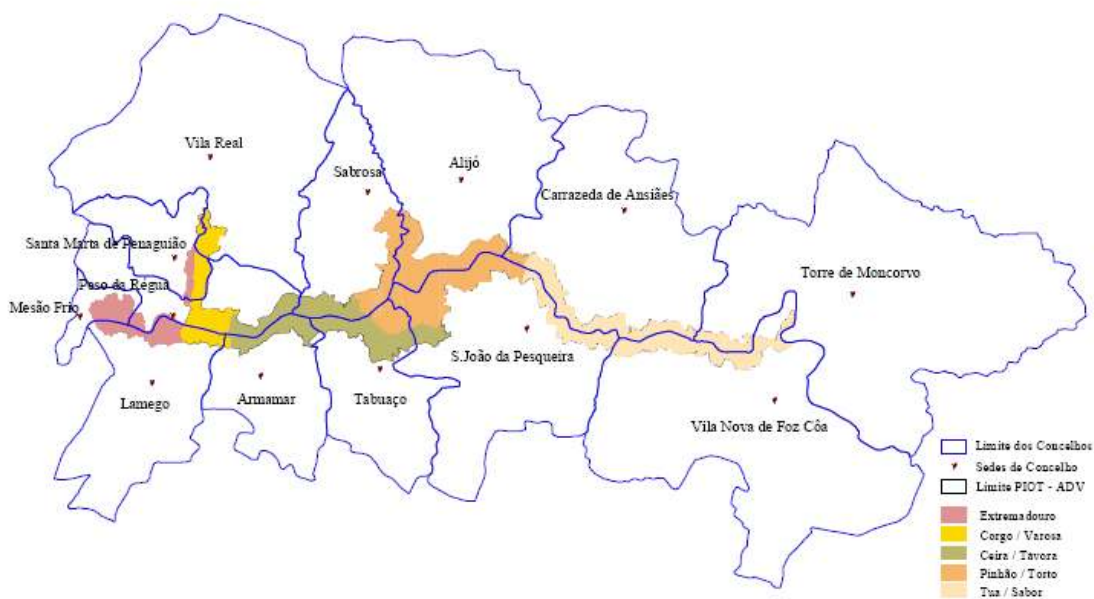 Vila Real
Sabrosa
Alijó
Carrazeda de Ansiães
Santa Marta de Penaguião
Peso da Regua
Mesão Frio
Torre de Moncorvo
S.João da Pesqueira
Lamego
Armamar
Tabuaço
Vila Nova de Foz Côa
Limite dos Concelhos
Sedes de Concelho
Limite PIOT - ADV
Extremadouro
Corgo / Varosa
Ceira / Távora
Pinhão / Torto
Tua / Sabor